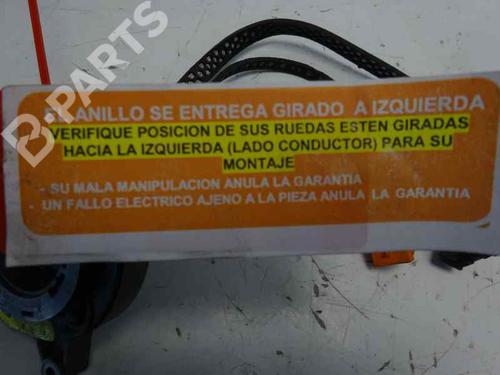 B-PARTS
- ANILLO SE ENTREGA GIRADO A IZQUIERDA
VERIFIQUE POSICION DE SUS RUEDAS ESTEN GIRADAS
HACIA LA IZQUIERDA (LADO CONDUCTOR) PARA SU
MONTAJE
- SU MALA MANIPULACION ANULA LA GARANTIA
- UN FALLO ELECTRICO AJENO A LA PIEZA ANULA LA GARANTIA